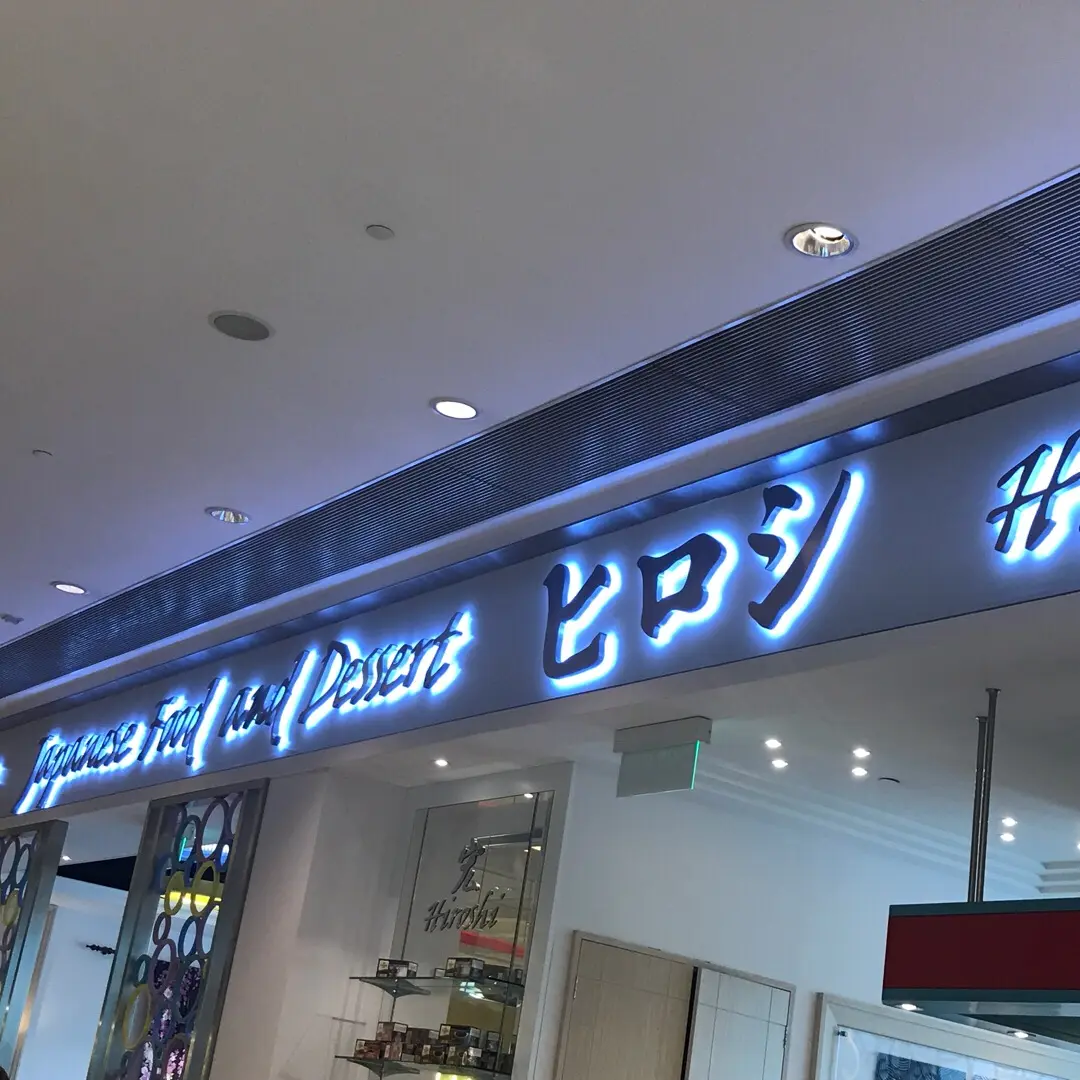 Japanese Food and Dessert ヒロシ H
宏
Hiroshi